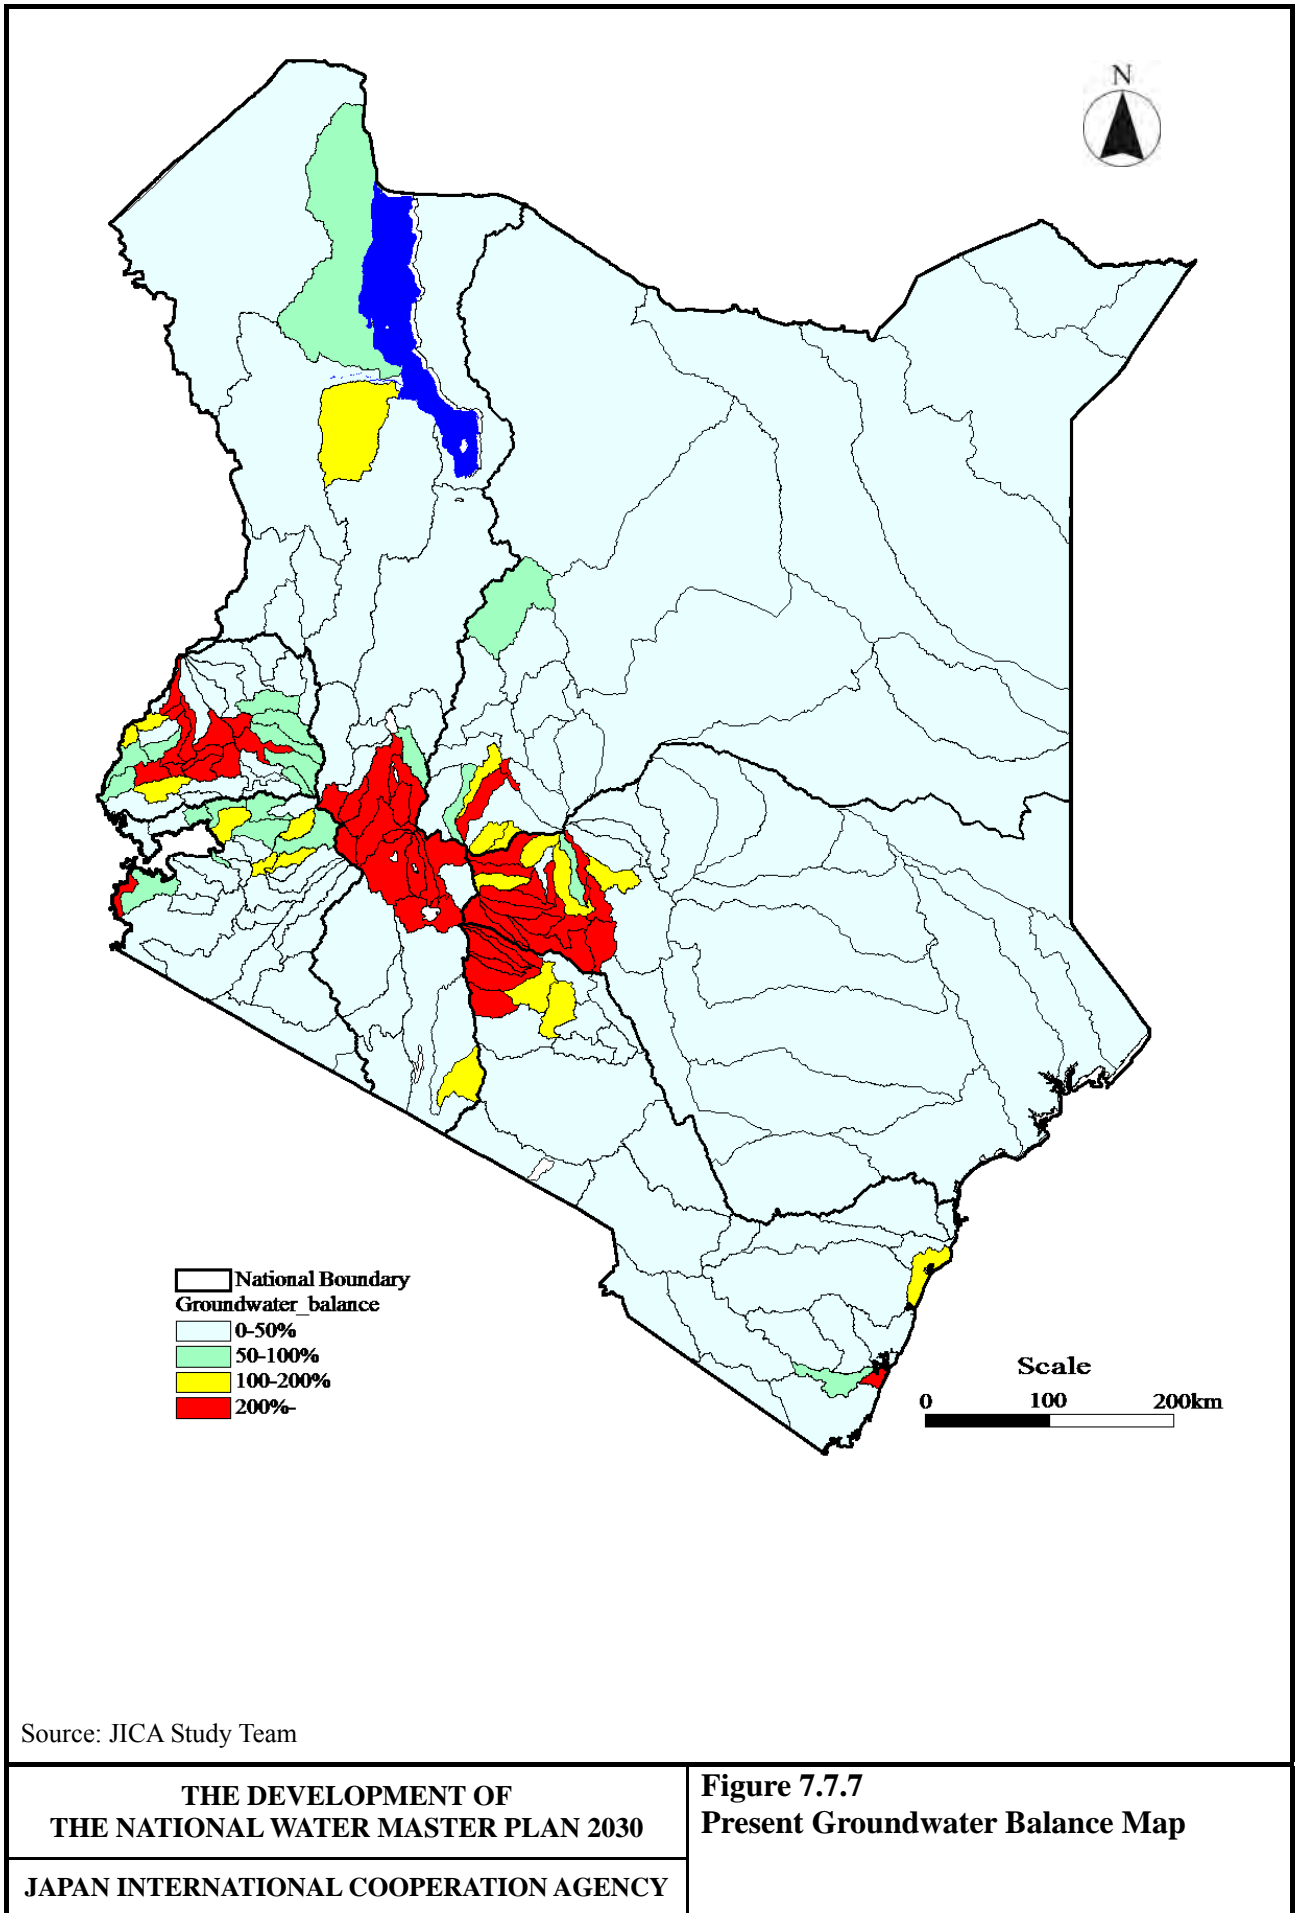 N
National Boundary
Groundwater_balance
0-50%
50-100%
100-200%
200%-
Scale
0 100 200km
Source: JICA Study Team
THE DEVELOPMENT OF
THE NATIONAL WATER MASTER PLAN 2030
JAPAN INTERNATIONAL COOPERATION AGENCY
Figure 7.7.7
Present Groundwater Balance Map